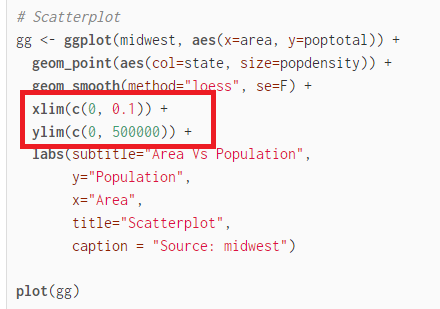 # Scatterplot
gg <- ggplot(midwest, aes(x=area, y=poptotal)) +
  geom_point(aes(col=state, size=popdensity)) +
  geom_smooth(method="loess", se=F) +
  xlim(c(0, 0.1)) +
  ylim(c(0, 500000)) +
  labs(subtitle="Area Vs Population",
       y="Population",
       x="Area",
       title="Scatterplot",
       caption = "Source: midwest")
plot(gg)